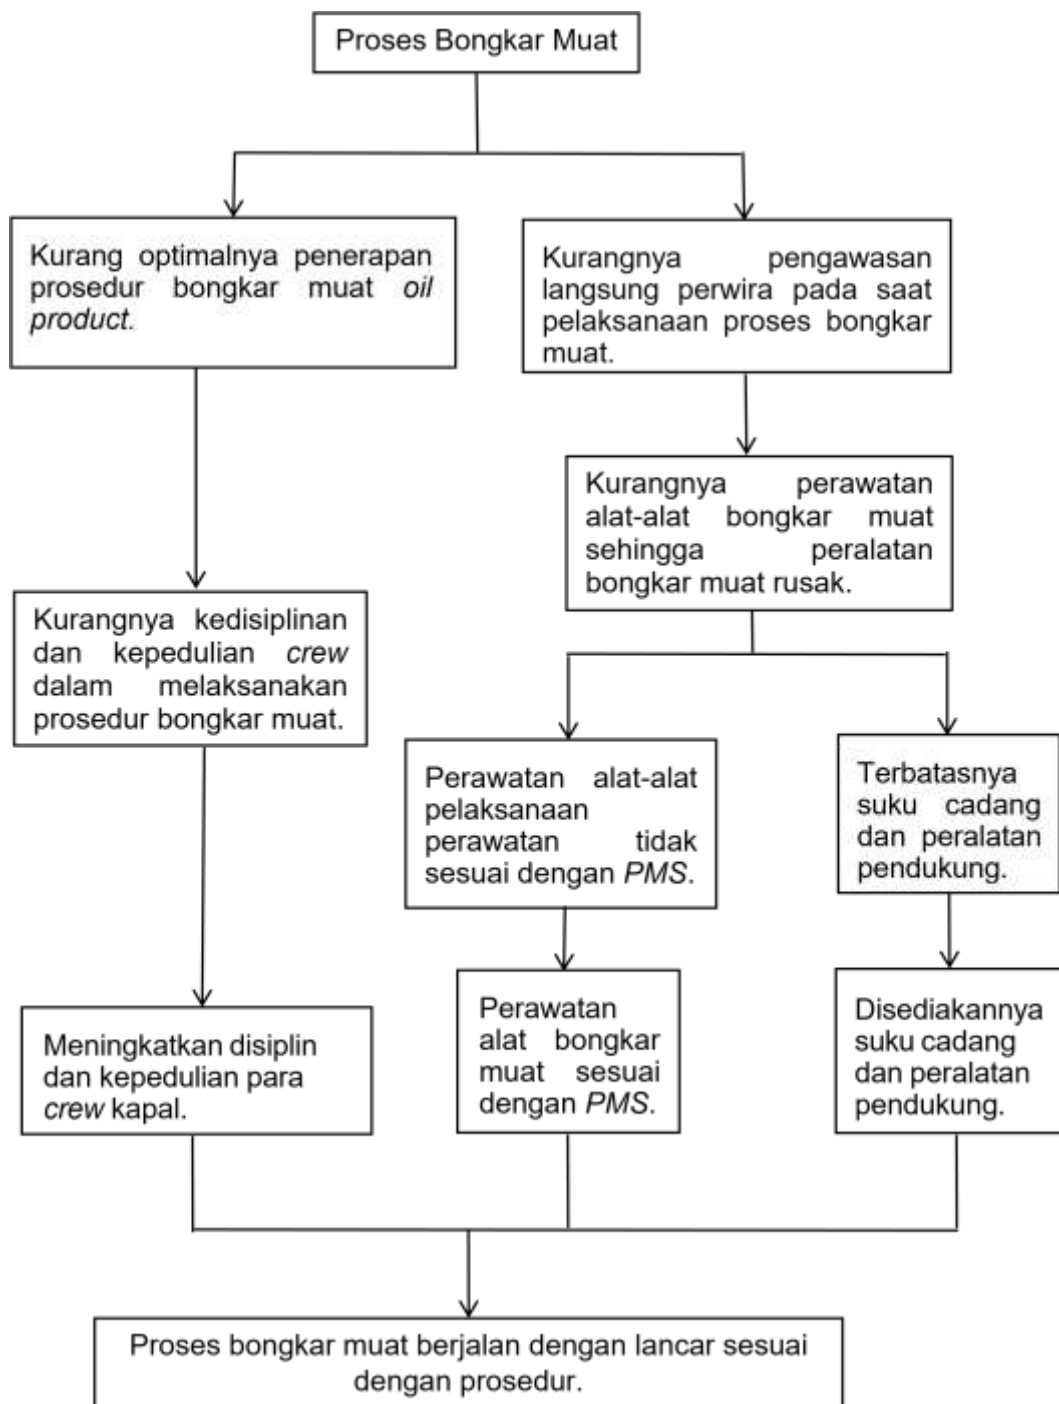 Proses Bongkar Muat
Kurang optimalnya penerapan
prosedur bongkar muat oil
product.
Kurangnya pengawasan
langsung perwira pada saat
pelaksanaan proses bongkar
muat.
Kurangnya perawatan
alat-alat bongkar muat
sehingga peralatan
bongkar muat rusak.
Kurangnya kedisiplinan
dan kepedulian crew
dalam melaksanakan
prosedur bongkar muat.
Perawatan alat-alat
pelaksanaan
perawatan tidak
sesuai dengan PMS.
Terbatasnya
suku cadang
dan peralatan
pendukung.
Meningkatkan disiplin
dan kepedulian para
crew kapal.
Perawatan
alat bongkar
muat sesuai
dengan PMS.
Disediakannya
suku cadang
dan peralatan
pendukung.
Proses bongkar muat berjalan dengan lancar sesuai
dengan prosedur.